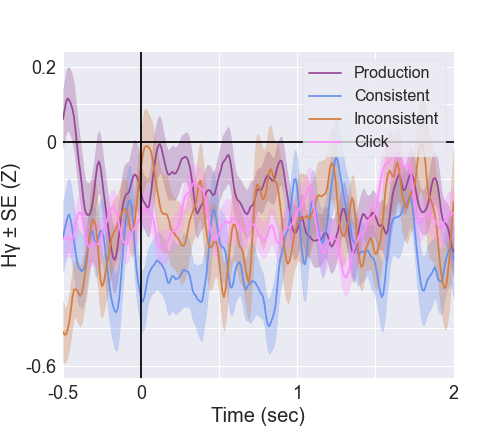 0.2
0
-0.6
Hγ ± SE (Z)
Production
Consistent
Inconsistent
Click
-0.5 0 1 2
Time (sec)